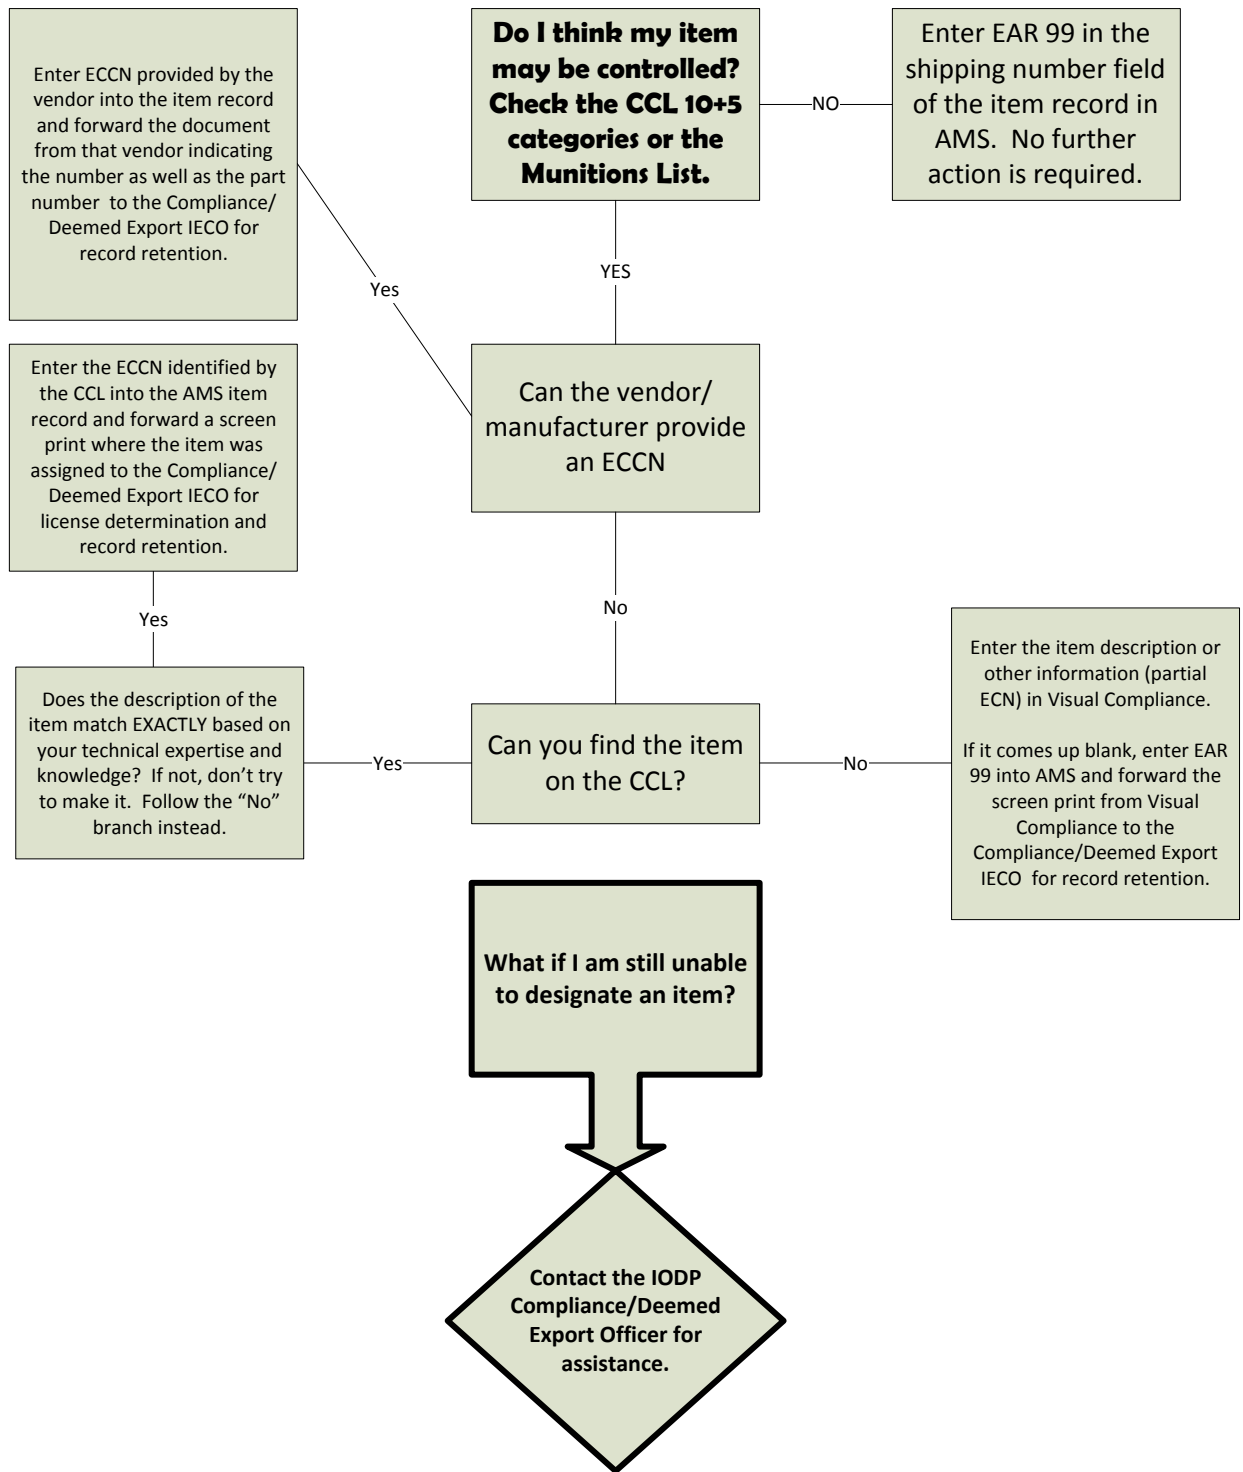 Do I think my item
may be controlled?
Check the CCL 10+5
categories or the
Munitions List.
NO
Enter EAR 99 in the
shipping number field
of the item record in
AMS.  No further
action is required.
YES
Can the vendor/
manufacturer provide
an ECCN
Yes
Enter ECCN provided by the
vendor into the item record
and forward the document
from that vendor indicating
the number as well as the part
number  to the Compliance/
Deemed Export IECO for
record retention.
No
Can you find the item
on the CCL?
Yes
Does the description of the
item match EXACTLY based on
your technical expertise and
knowledge?  If not, don’t try
to make it.  Follow the “No”
branch instead.
Yes
Enter the ECCN identified by
the CCL into the AMS item
record and forward a screen
print where the item was
assigned to the Compliance/
Deemed Export IECO for
license determination and
record retention.
No
Enter the item description or
other information (partial
ECN) in Visual Compliance.
If it comes up blank, enter EAR
99 into AMS and forward the
screen print from Visual
Compliance to the
Compliance/Deemed Export
IECO  for record retention.
What if I am still unable
to designate an item?
Contact the IODP
Compliance/Deemed
Export Officer for
assistance.